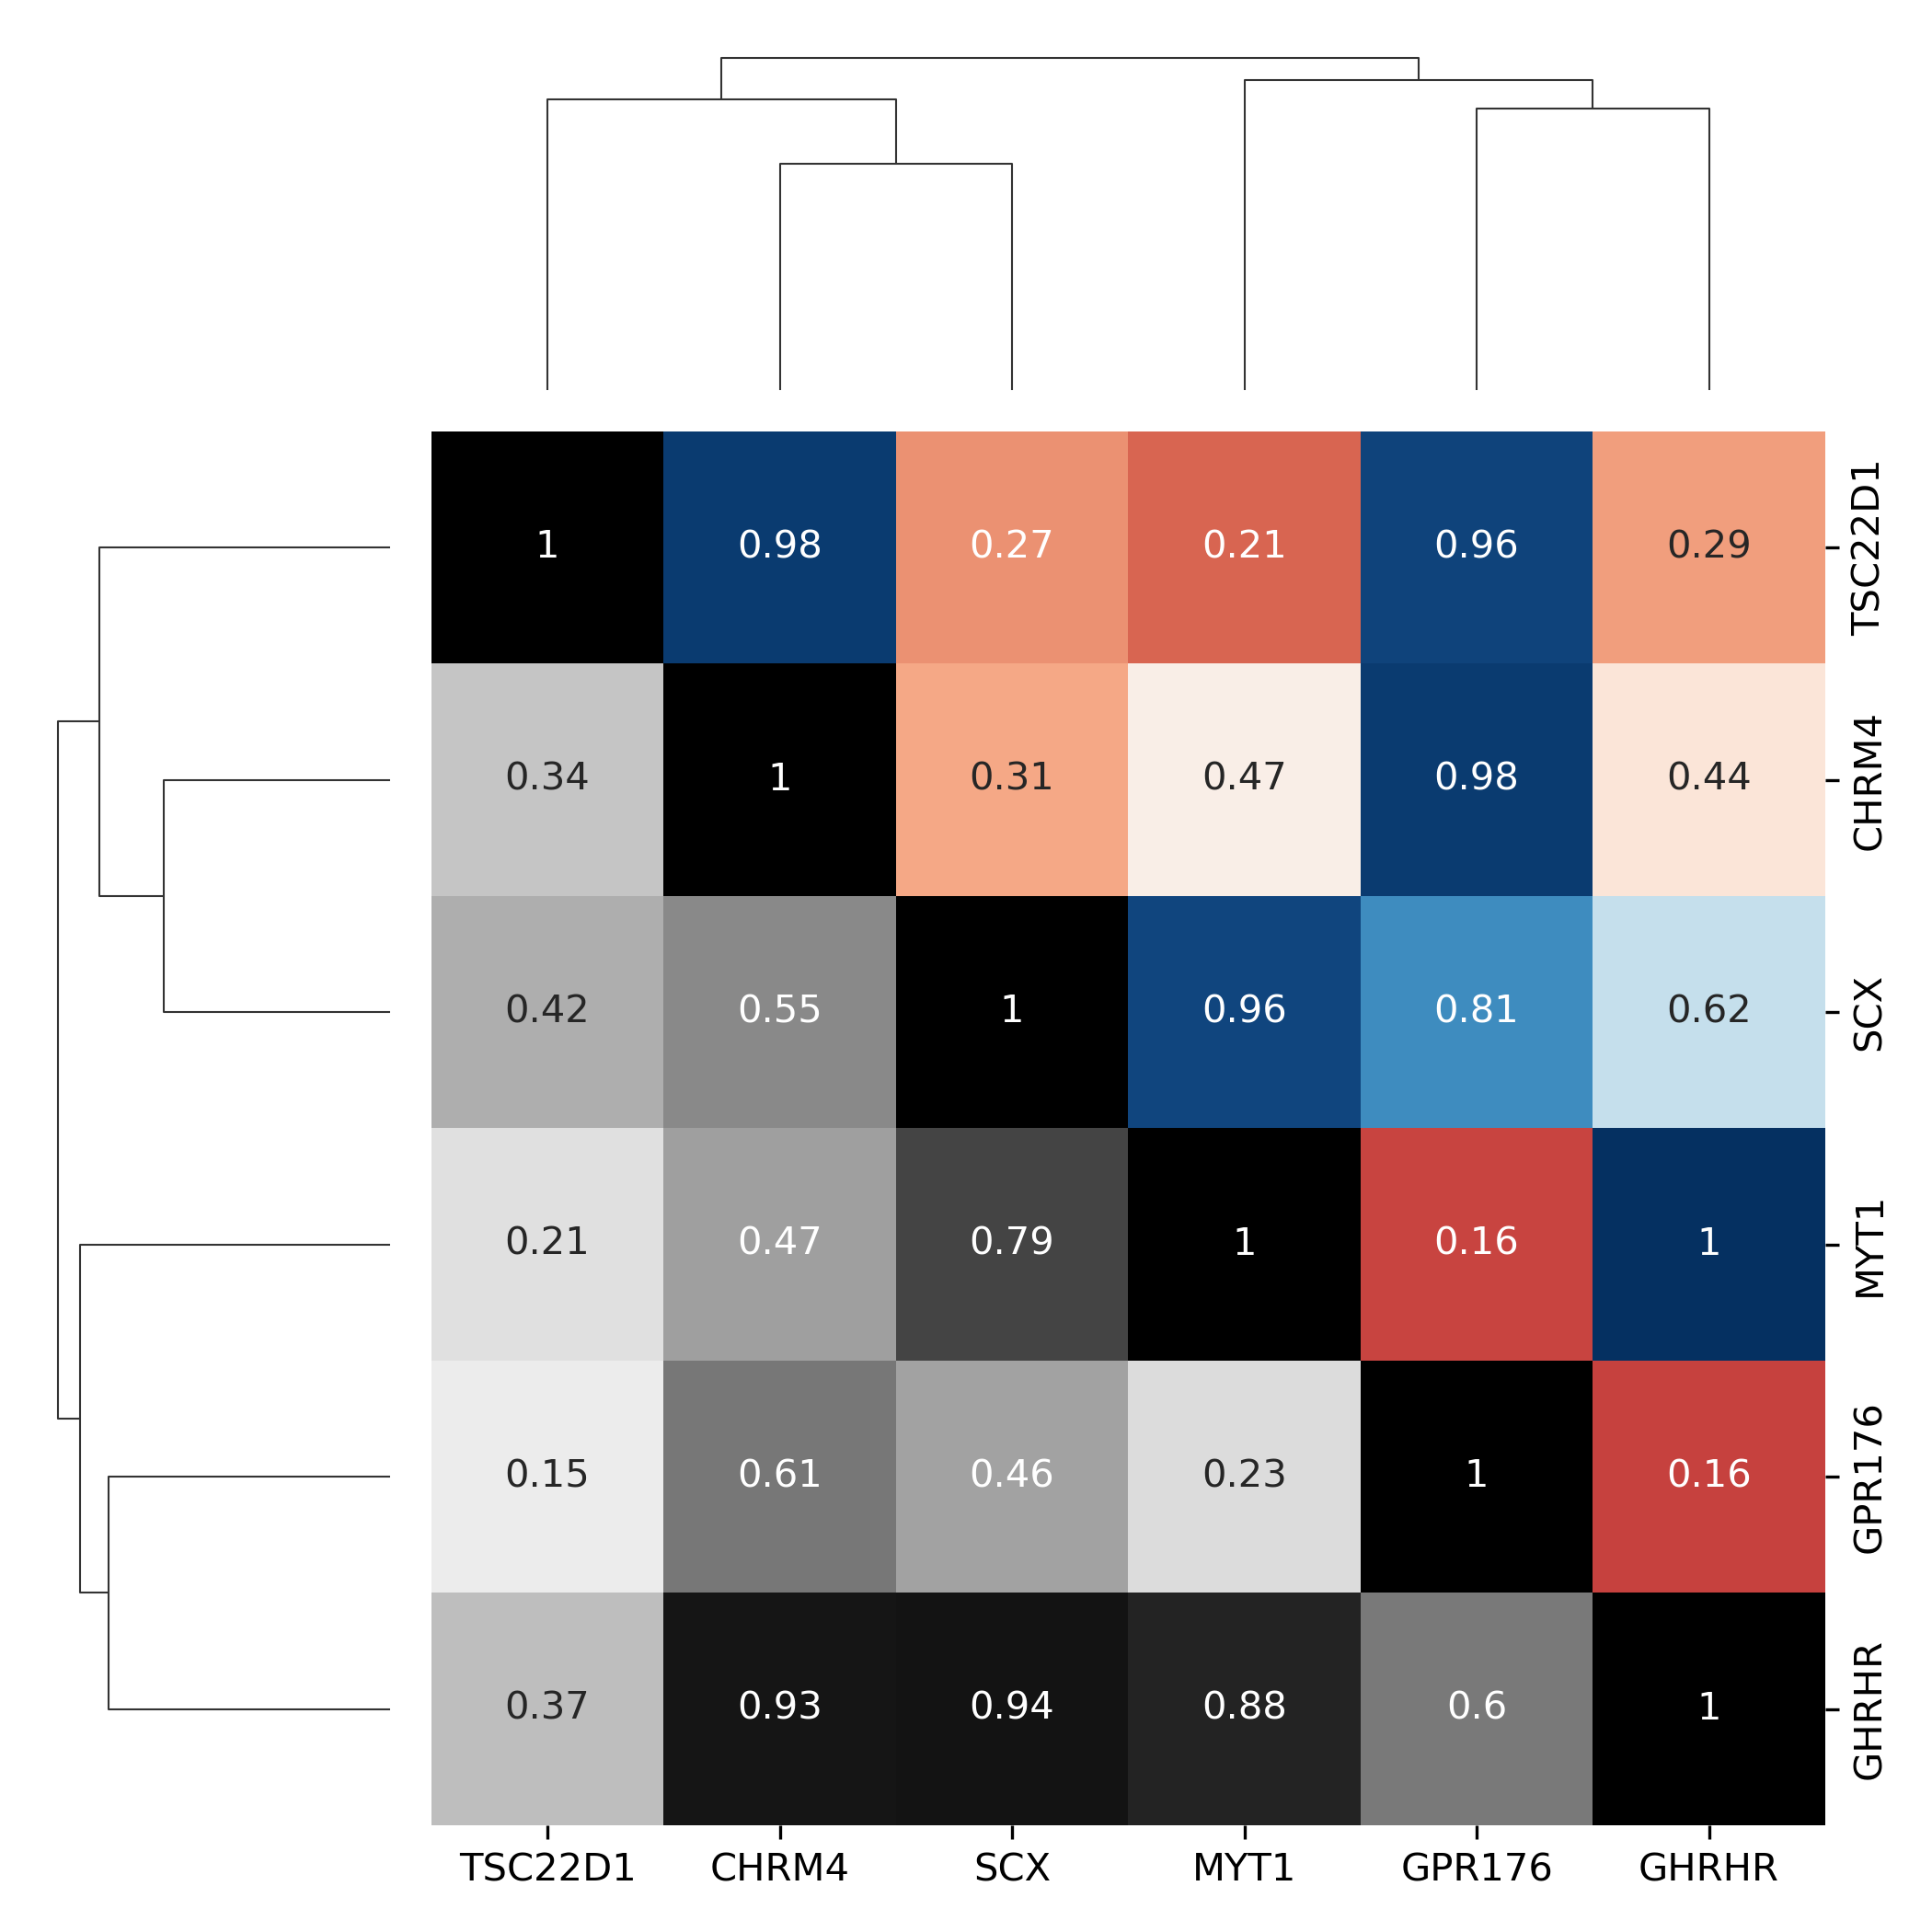 1 0.98 0.27 0.21 0.96 0.29 TSC22D1
0.34 1 0.31 0.47 0.98 0.44 CHRM4
0.42 0.55 1 0.96 0.81 0.62 SCX
0.21 0.47 0.79 1 0.16 1 MYT1
0.15 0.61 0.46 0.23 1 0.16 GPR176
0.37 0.93 0.94 0.88 0.6 1 GHRHR
TSC22D1 CHRM4 SCX MYT1 GPR176 GHRHR